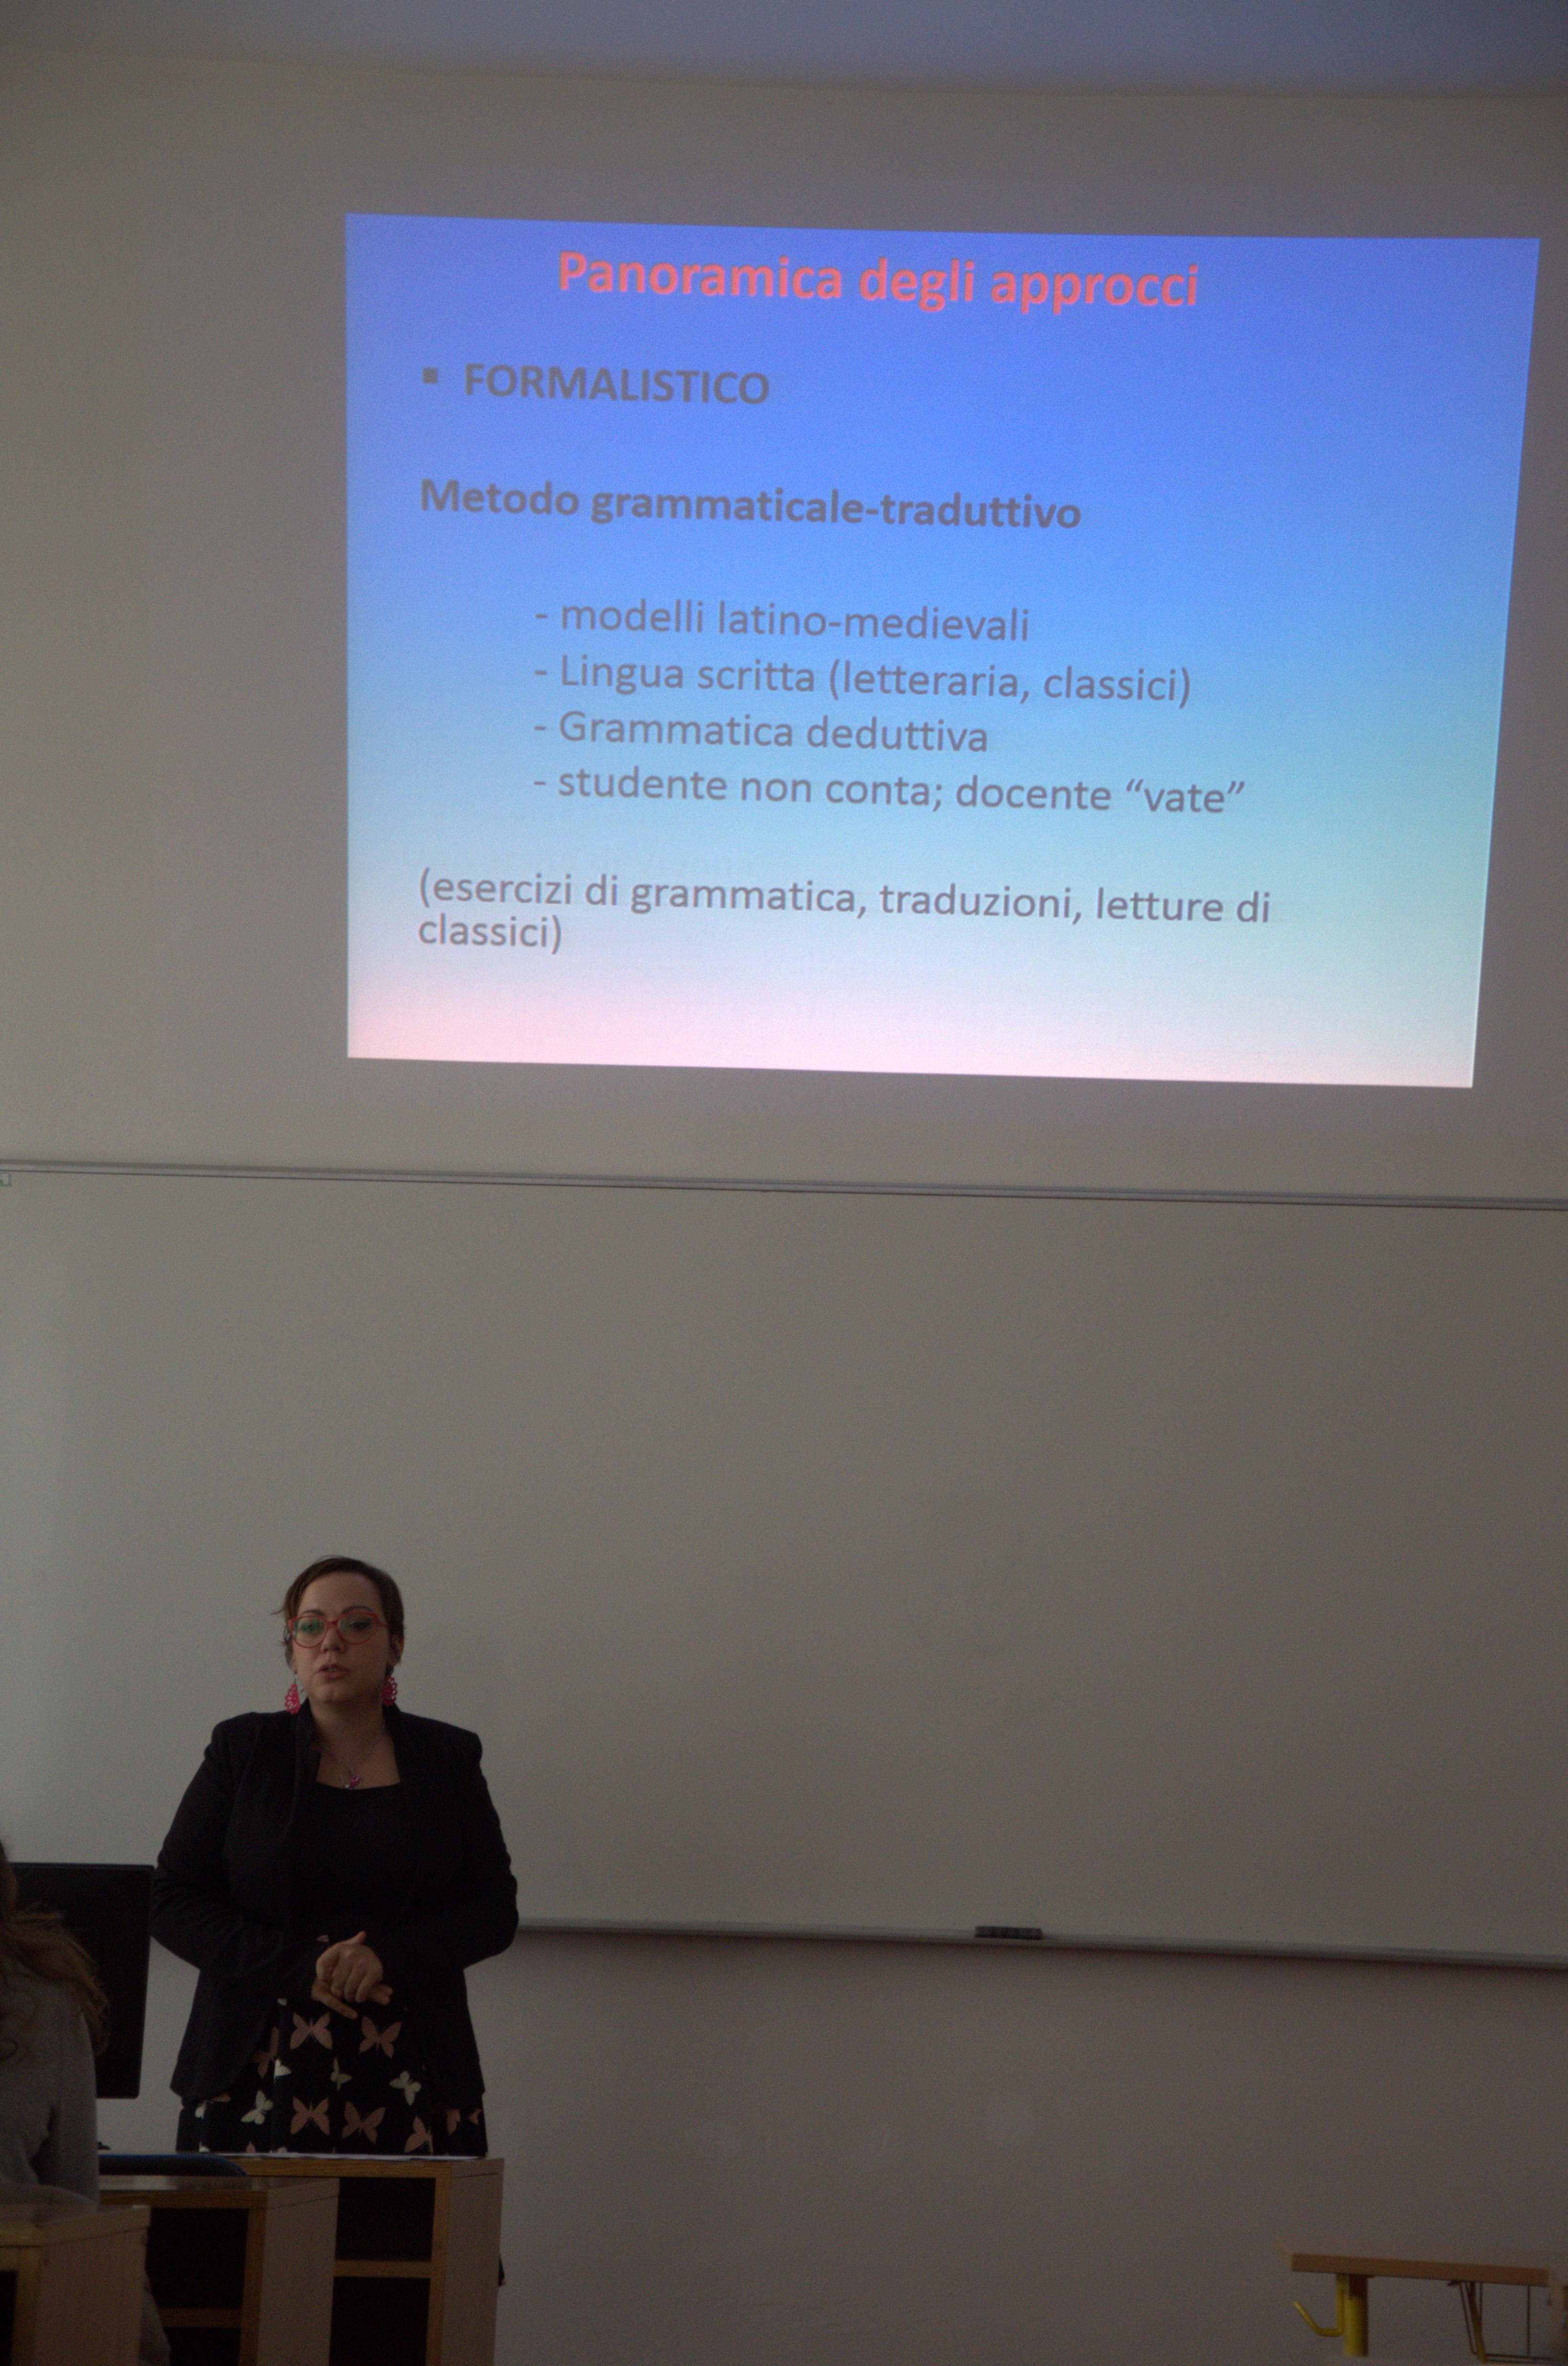 Panoramica degli approcci
▪ FORMALISTICO
Metodo grammaticale-traduttivo
- modelli latino-medievali
- Lingua scritta (letteraria, classici)
- Grammatica deduttiva
- studente non conta; docente “vate”
(esercizi di grammatica, traduzioni, letture di
classici)